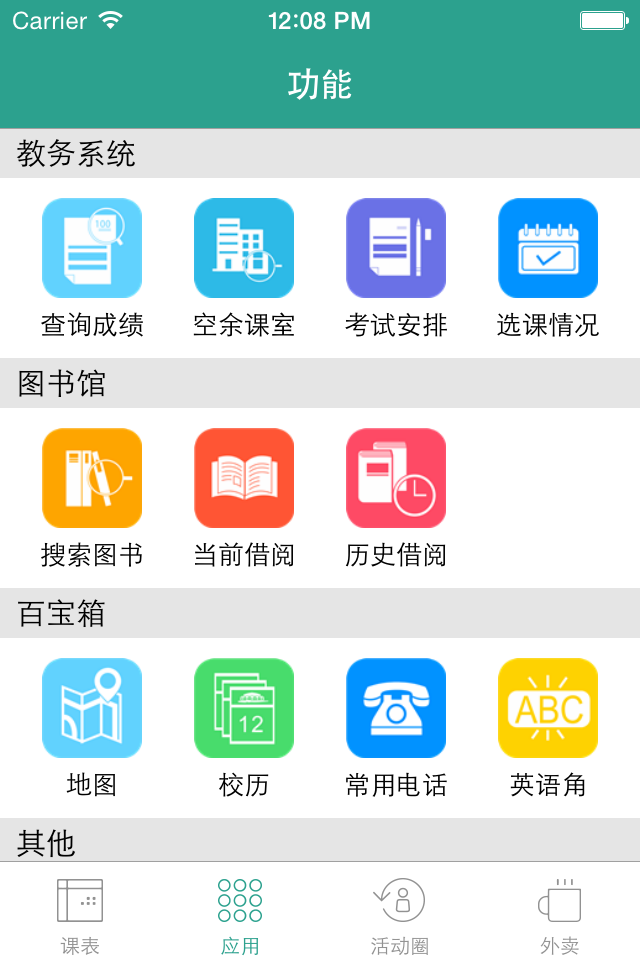 Carrier 12:08 PM
功能
教务系统
100
查询成绩 空余课室 考试安排 选课情况
图书馆
搜索图书 当前借阅 历史借阅
百宝箱
12 ABC
地图 校历 常用电话 英语角
其他
课表 应用 活动圈 外卖